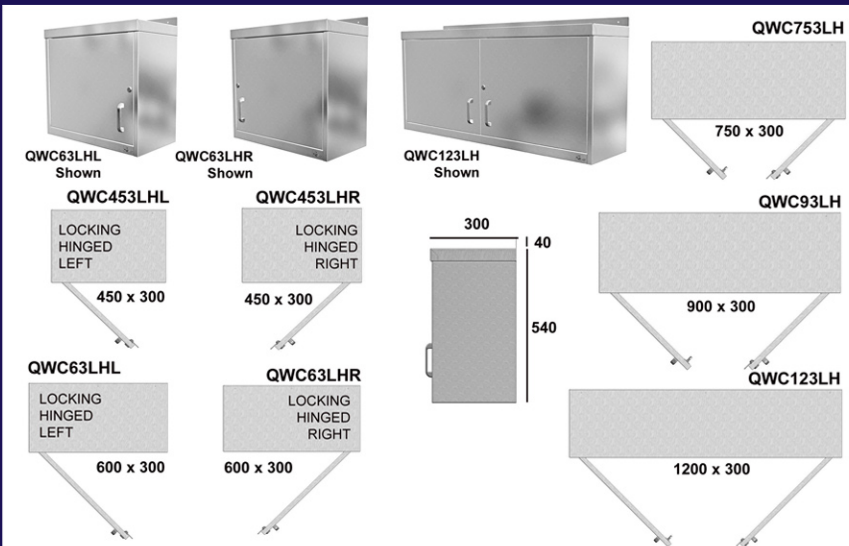 QWC63LHL
Shown
QWC63LHR
Shown
QWC123LH
Shown
QWC753LH
750 x 300
QWC453LHL
LOCKING
HINGED
LEFT
450 x 300
QWC453LHR
LOCKING
HINGED
RIGHT
450 x 300
300
40
540
QWC93LH
900 x 300
QWC63LHL
LOCKING
HINGED
LEFT
600 x 300
QWC63LHR
LOCKING
HINGED
RIGHT
600 x 300
QWC123LH
1200 x 300